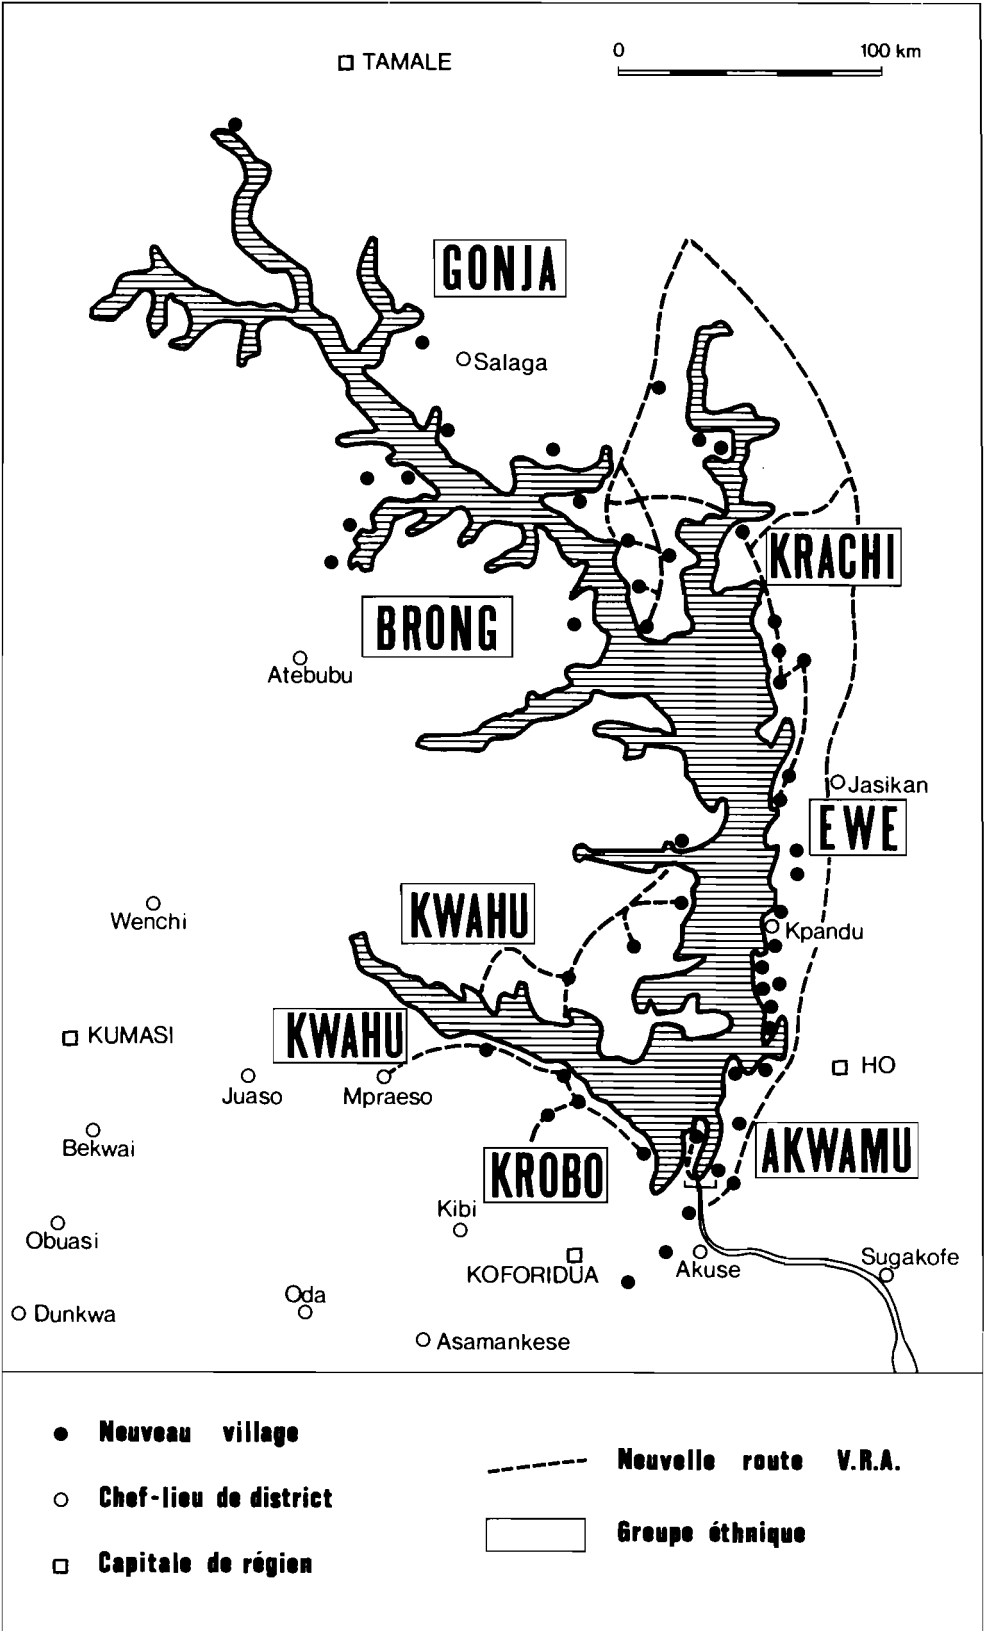 TAMALE
0 100 km
GONJA
Salaga
KRACHI
BRONG
Atebubu
Jasikan
EWE
KWAHU
Wenchi
Kpandu
KWAHU
KUMASI
HO
Juaso
Mpraeso
Bekwai
AKWAMU
KROBO
Kibi
Obuasi
KOFORIDUA
Akuse
Sugakofe
Oda
Dunkwa
Asamankese
Nouveau village
Nouvelle route V.R.A.
Chef-lieu de district
Groupe éthnique
Capitale de région